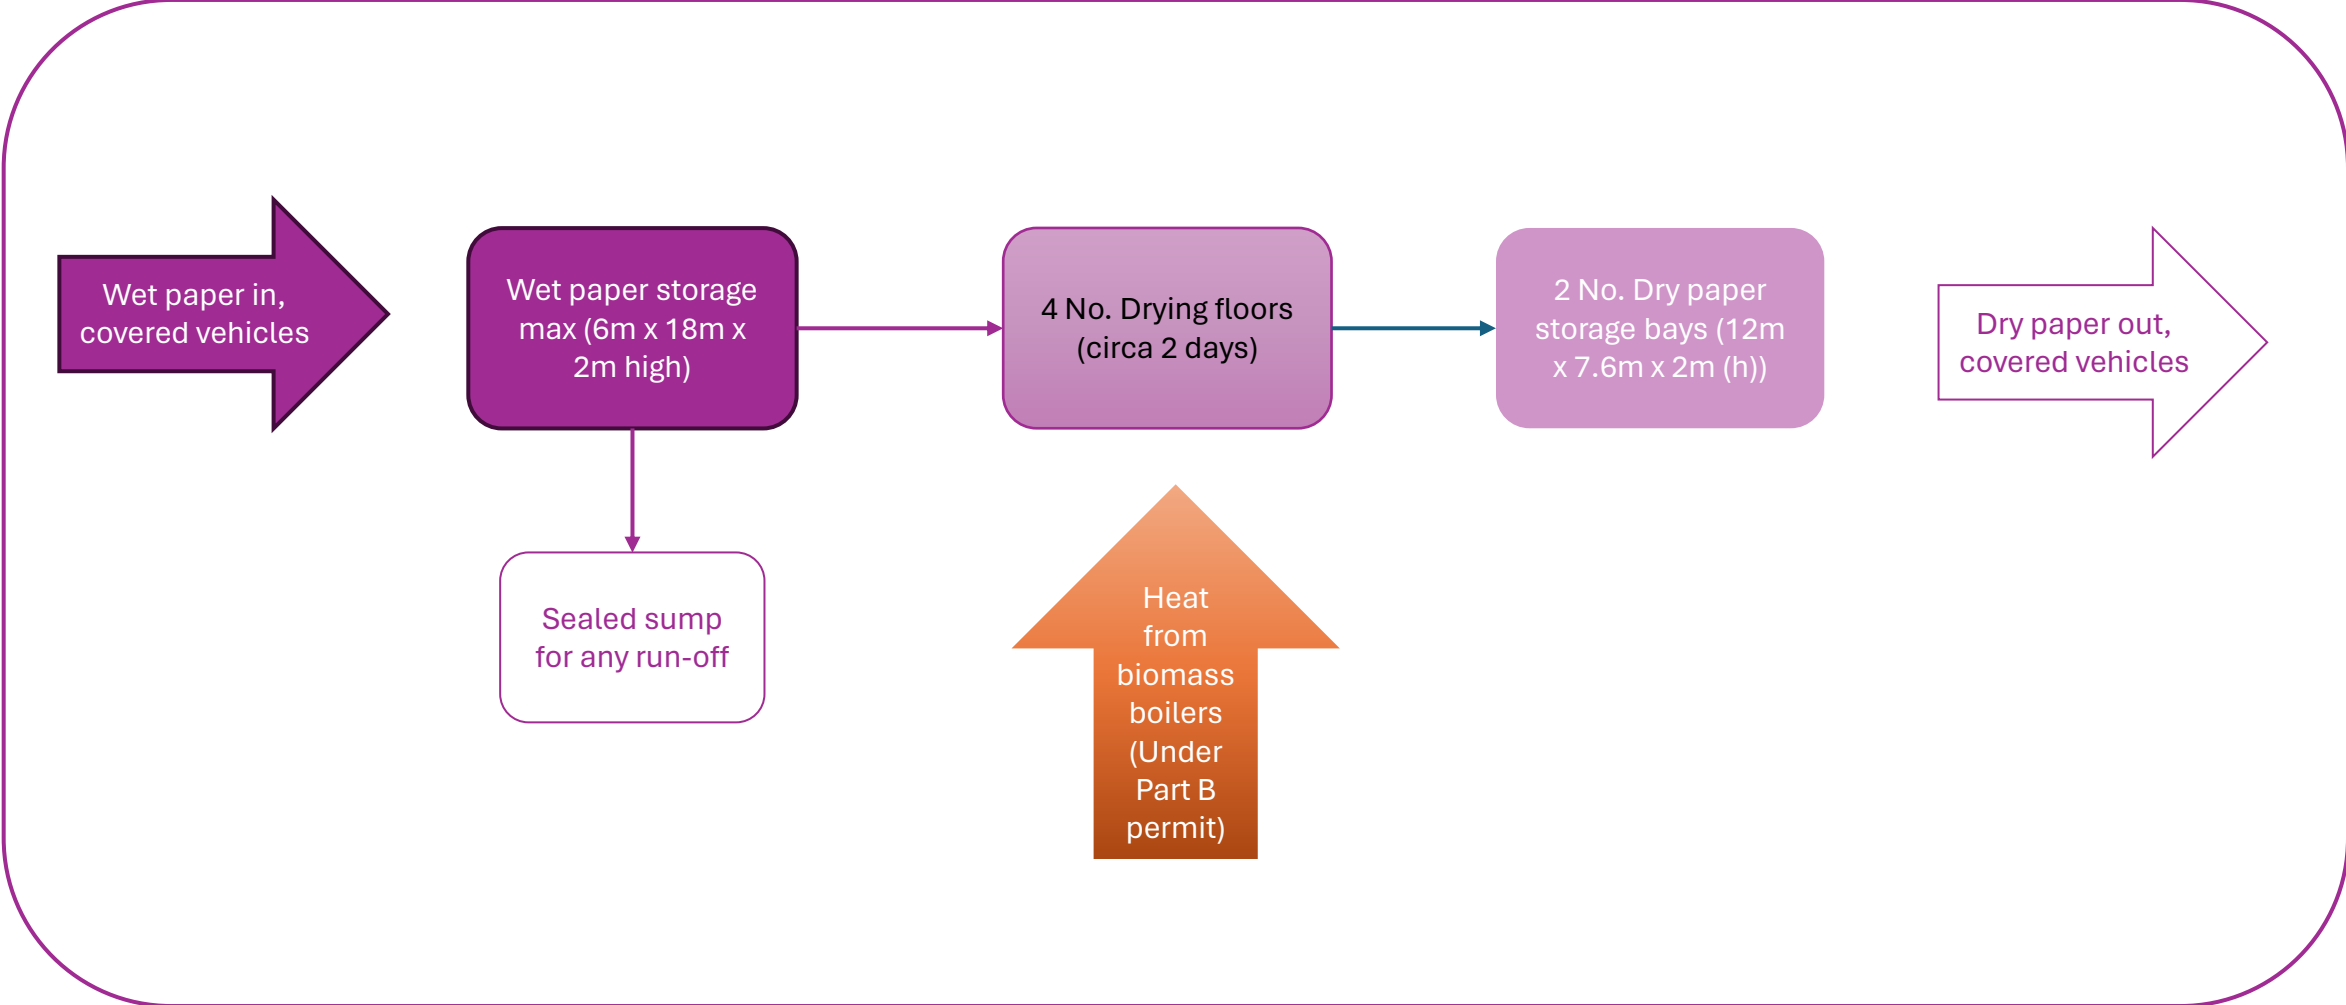 Wet paper in,
covered vehicles
Wet paper storage
max (6m x 18m x
2m high)
4 No. Drying floors
(circa 2 days)
2 No. Dry paper
storage bays (12m
x 7.6m x 2m (h))
Dry paper out,
covered vehicles
Sealed sump
for any run-off
Heat
from
biomass
boilers
(Under
Part B
permit)